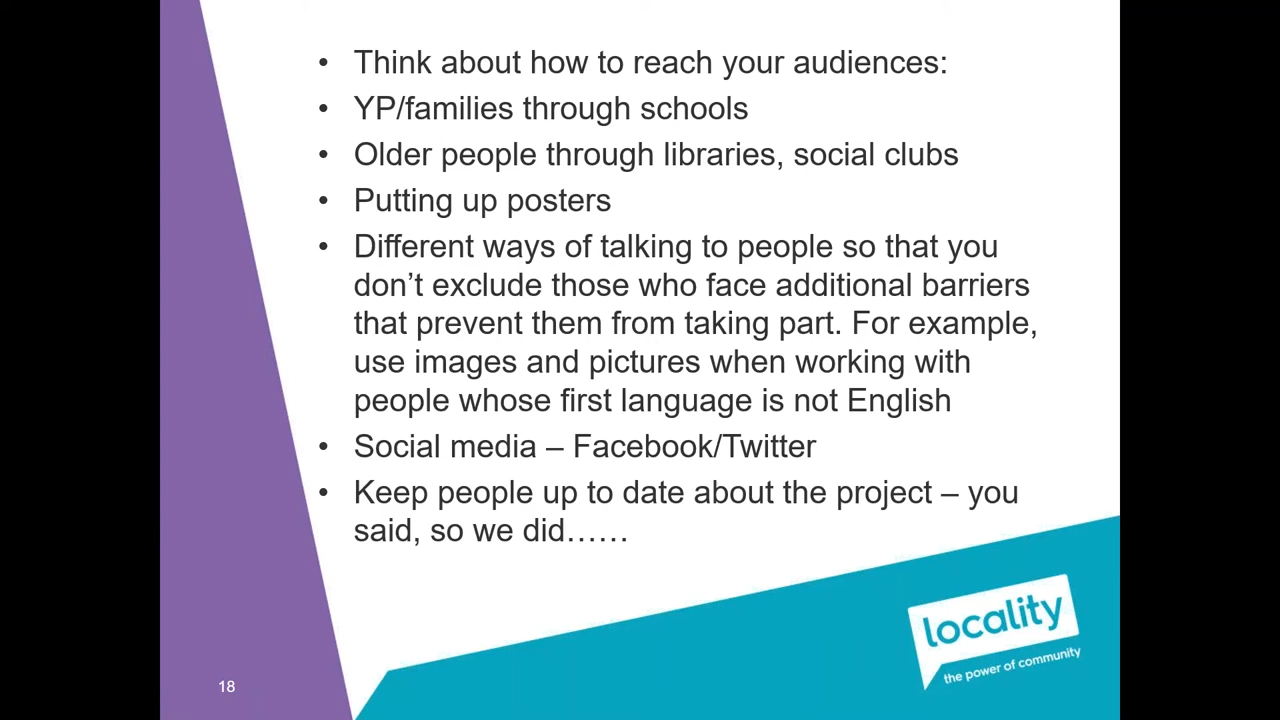 • Think about how to reach your audiences:
• YP/families through schools
• Older people through libraries, social clubs
• Putting up posters
• Different ways of talking to people so that you
don’t exclude those who face additional barriers
that prevent them from taking part. For example,
use images and pictures when working with
people whose first language is not English
• Social media – Facebook/Twitter
• Keep people up to date about the project – you
said, so we did……
locality
the power of community
18